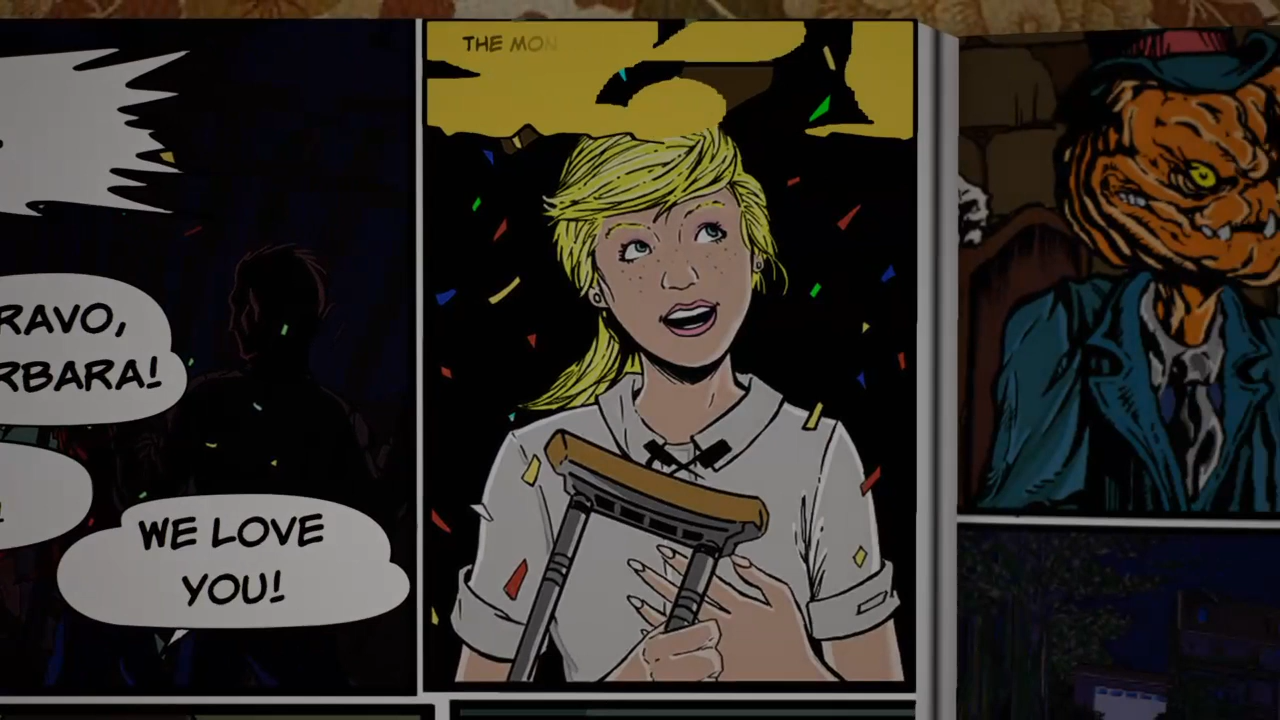 THE MON
RAVO,
RBARA!
WE LOVE
YOU!